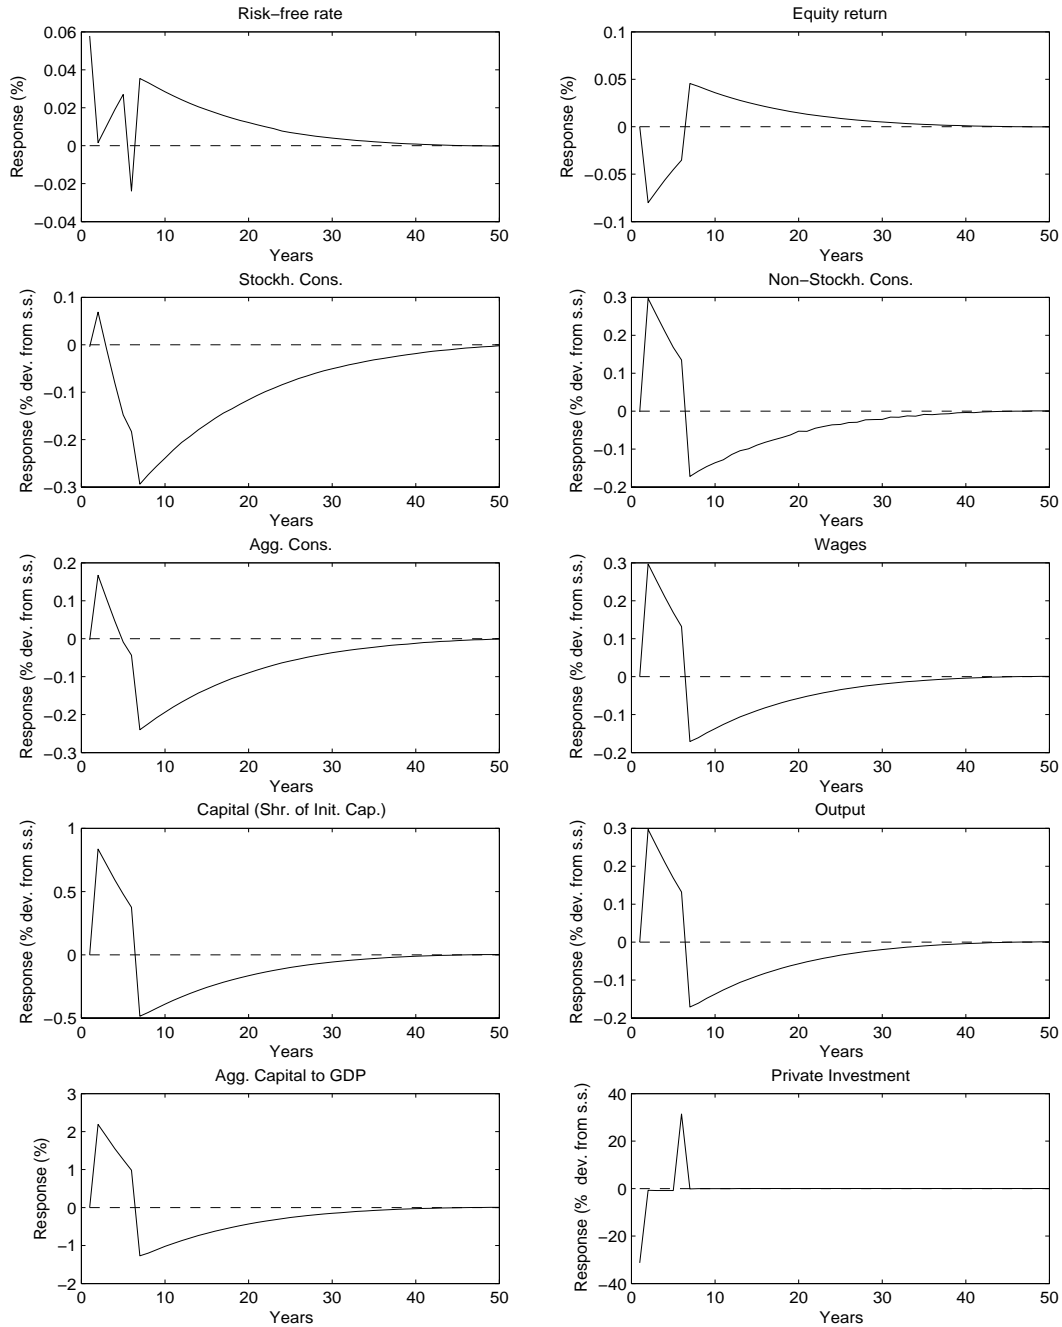 Risk−free rate
Response (%)
0.06
0.04
0.02
0
−0.02
−0.04
0 10 20 30 40 50
Years
Equity return
Response (%)
0.1
0.05
0
−0.05
−0.1
0 10 20 30 40 50
Years
Stockh. Cons.
Response (% dev. from s.s.)
0.1
0
−0.1
−0.2
−0.3
0 10 20 30 40 50
Years
Non−Stockh. Cons.
Response (% dev. from s.s.)
0.3
0.2
0.1
0
−0.1
−0.2
0 10 20 30 40 50
Years
Agg. Cons.
Response (% dev. from s.s.)
0.2
0.1
0
−0.1
−0.2
−0.3
0 10 20 30 40 50
Years
Wages
Response (% dev. from s.s.)
0.3
0.2
0.1
0
−0.1
−0.2
0 10 20 30 40 50
Years
Capital (Shr. of Init. Cap.)
Response (% dev. from s.s.)
1
0.5
0
−0.5
0 10 20 30 40 50
Years
Output
Response (% dev. from s.s.)
0.3
0.2
0.1
0
−0.1
−0.2
0 10 20 30 40 50
Years
Agg. Capital to GDP
Response (%)
3
2
1
0
−1
−2
0 10 20 30 40 50
Years
Private Investment
Response (% dev. from s.s.)
40
20
0
−20
−40
0 10 20 30 40 50
Years